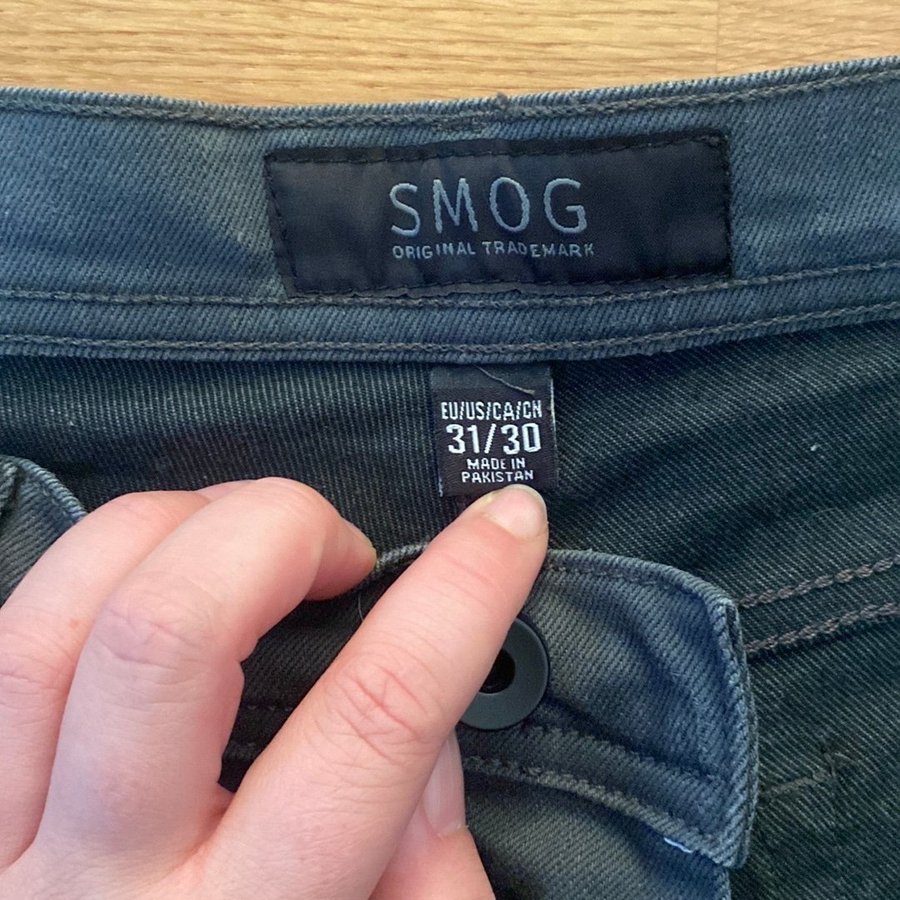 SMOG
ORIGINAL TRADEMARK
EU/US/CA/CN
31/30
MADE IN
PAKISTAN